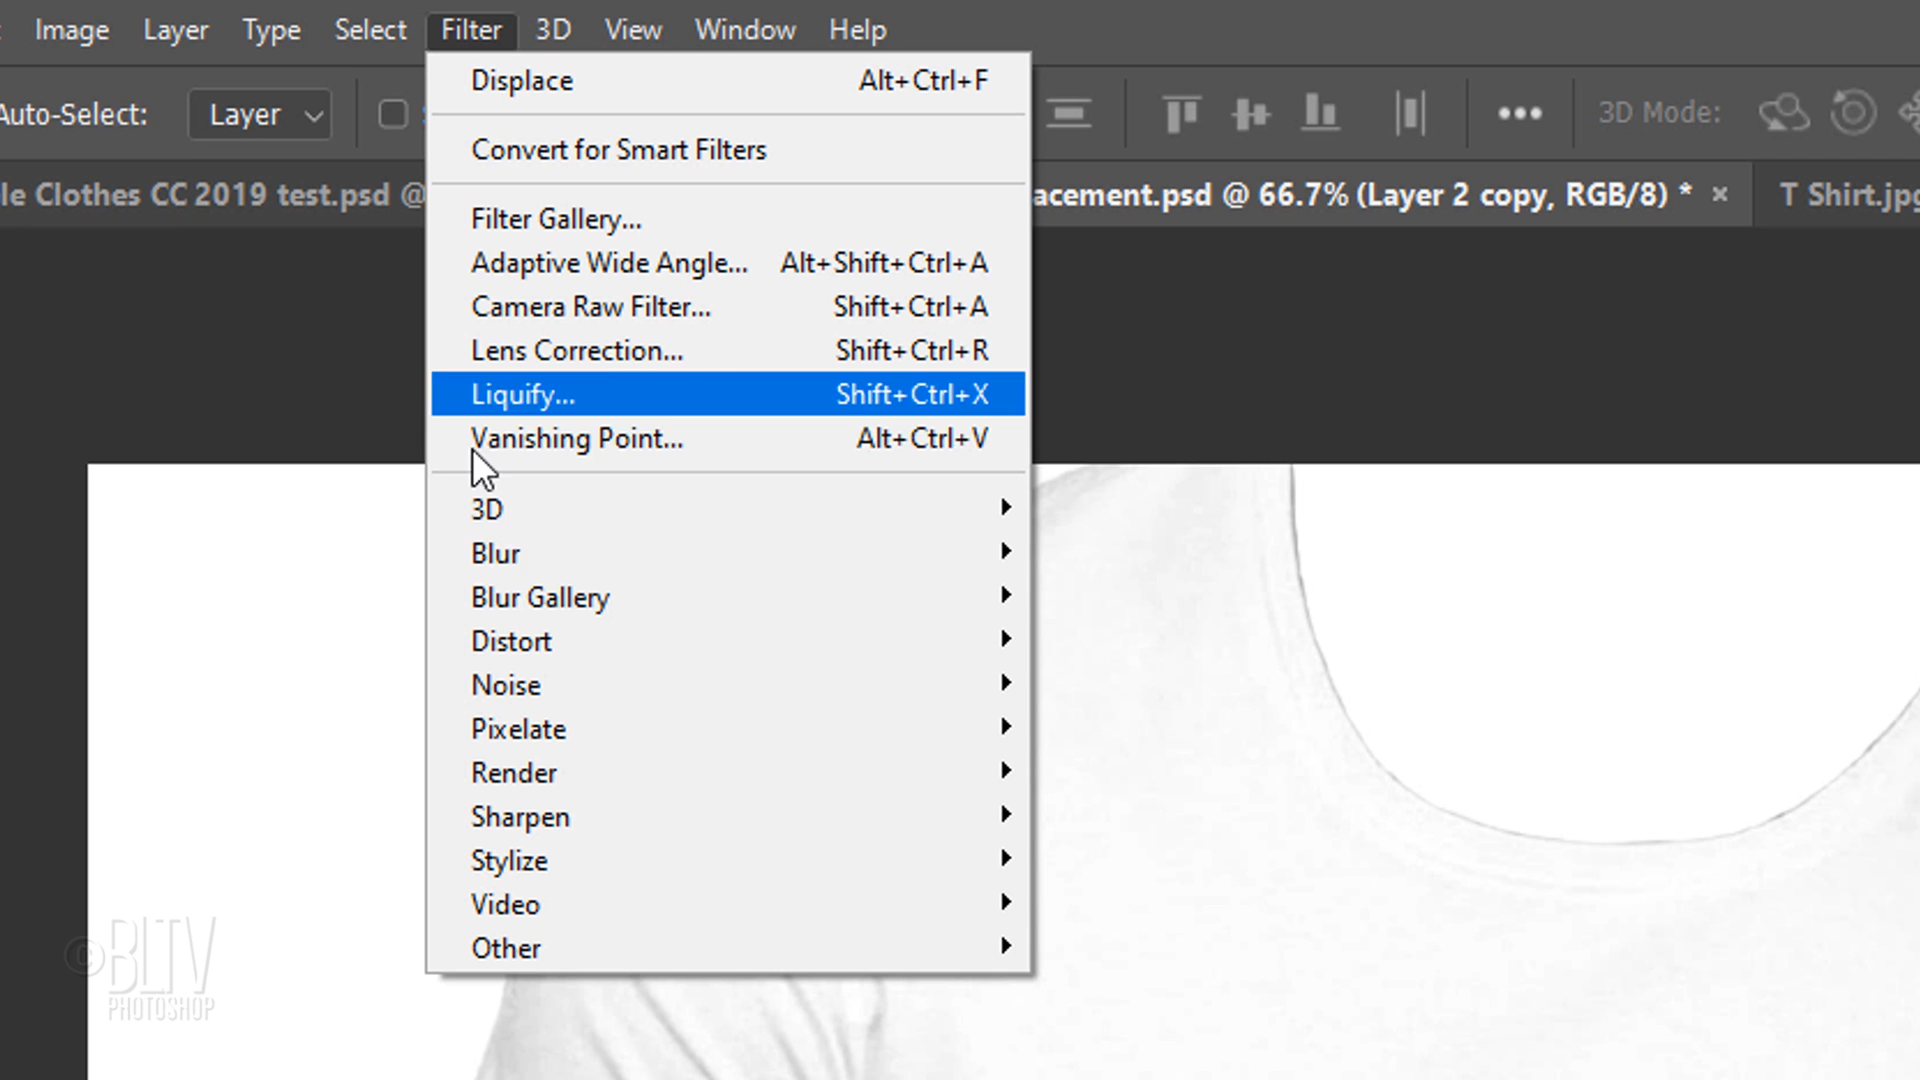 Image Layer Type Select Filter 3D View Window Help
Auto-Select: Layer 3D Mode:
le Clothes CC 2019 test.psd @ acement.psd @ 66.7% (Layer 2 copy, RGB/8) * × T Shirt.jpg
Displace Alt+Ctrl+F
Convert for Smart Filters
Filter Gallery...
Adaptive Wide Angle... Alt+Shift+Ctrl+A
Camera Raw Filter... Shift+Ctrl+A
Lens Correction... Shift+Ctrl+R
Liquify... Shift+Ctrl+X
Vanishing Point... Alt+Ctrl+V
3D
Blur
Blur Gallery
Distort
Noise
Pixelate
Render
Sharpen
Stylize
Video
Other
© BLTV
PHOTOSHOP